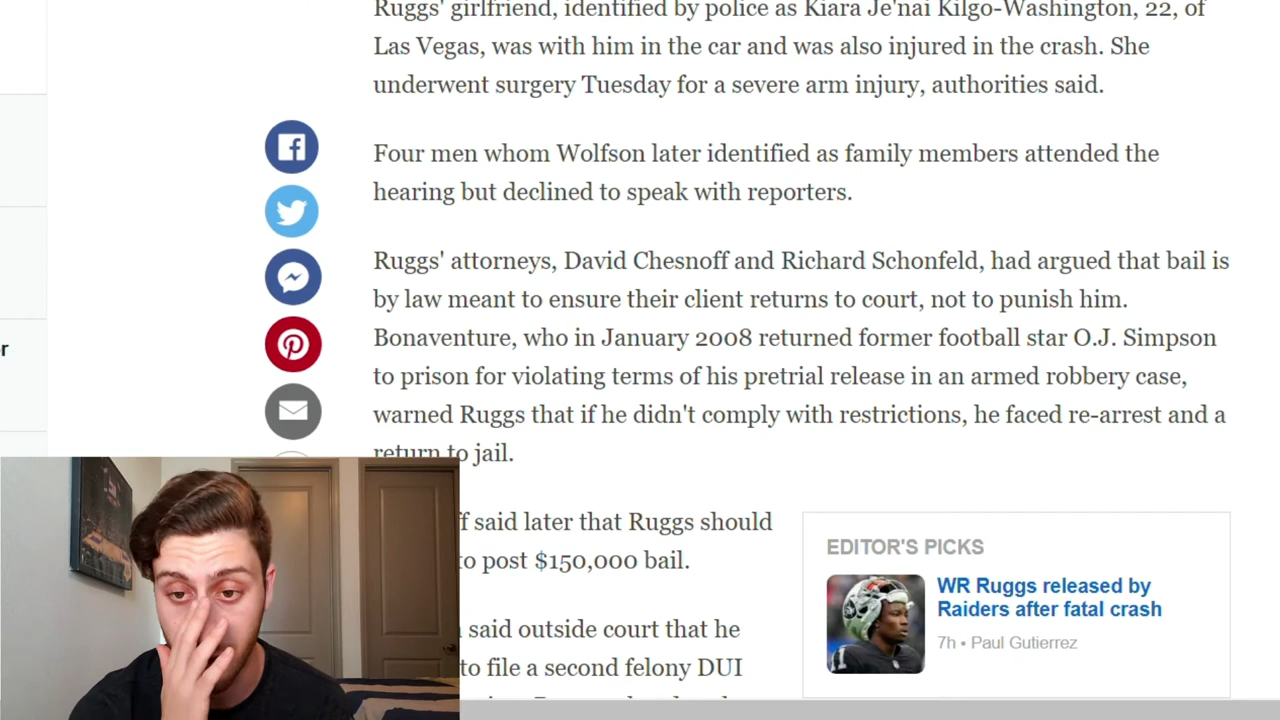 Ruggs' girlfriend, identified by police as Kiara Je'nai Kilgo-Washington, 22, of
Las Vegas, was with him in the car and was also injured in the crash. She
underwent surgery Tuesday for a severe arm injury, authorities said.
Four men whom Wolfson later identified as family members attended the
hearing but declined to speak with reporters.
Ruggs' attorneys, David Chesnoff and Richard Schonfeld, had argued that bail is
by law meant to ensure their client returns to court, not to punish him.
Bonaventure, who in January 2008 returned former football star O.J. Simpson
to prison for violating terms of his pretrial release in an armed robbery case,
warned Ruggs that if he didn't comply with restrictions, he faced re-arrest and a
return to jail.
said later that Ruggs should
to post $150,000 bail.
said outside court that he
to file a second felony DUI
EDITOR'S PICKS
WR Ruggs released by
Raiders after fatal crash
7h • Paul Gutierrez